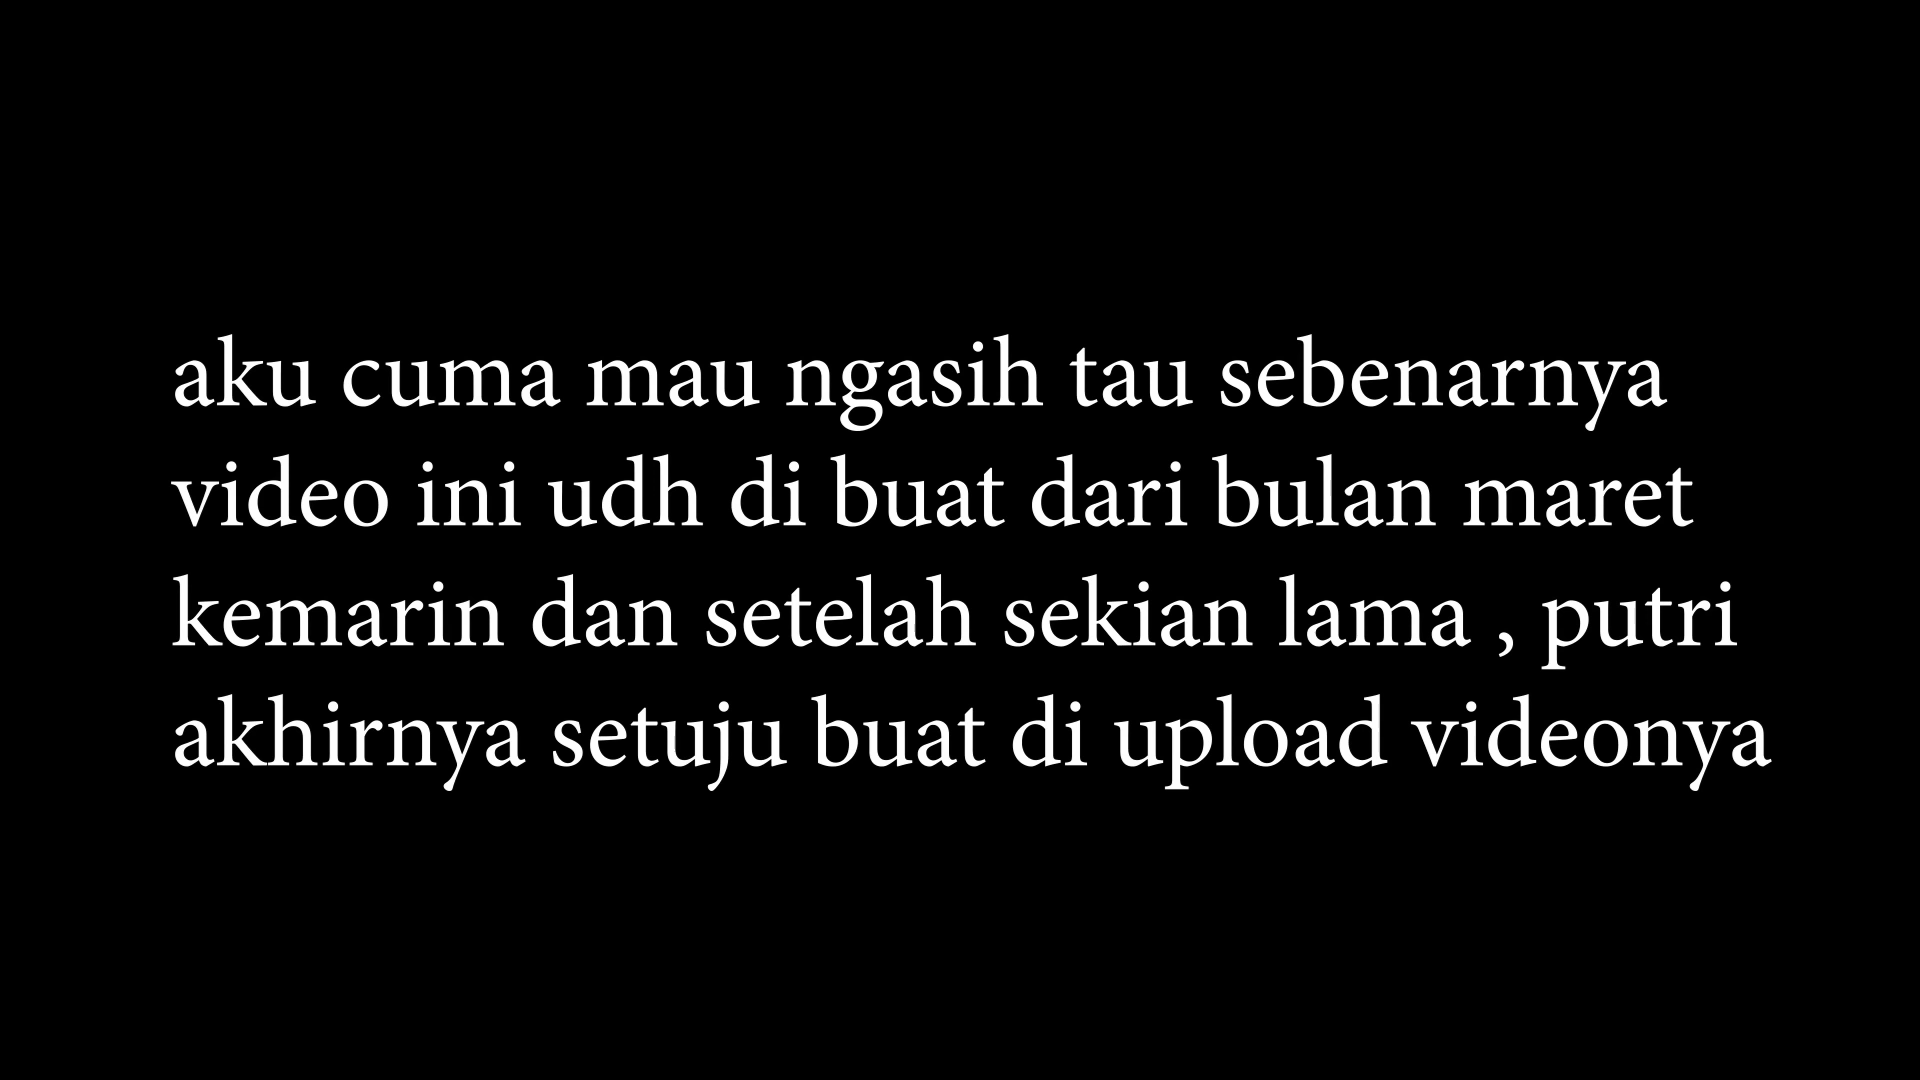 aku cuma mau ngasih tau sebenarnya
video ini udh di buat dari bulan maret
kemarin dan setelah sekian lama , putri
akhirnya setuju buat di upload videonya